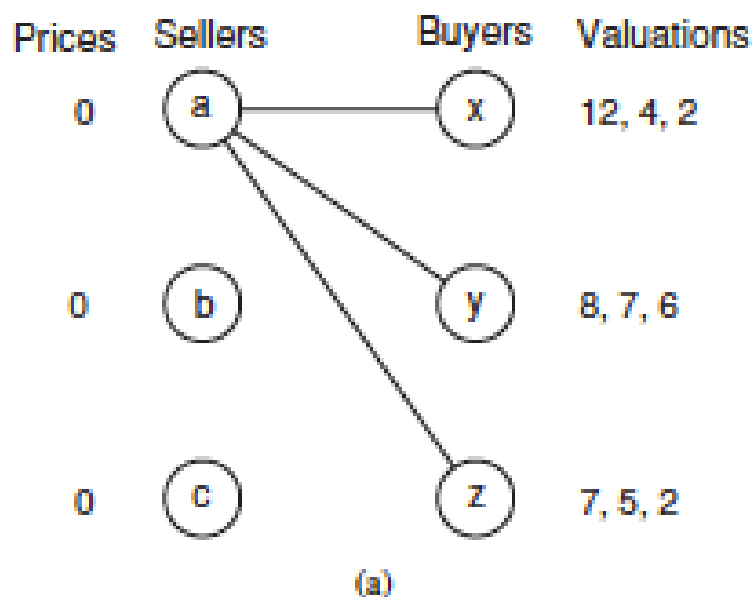 Prices Sellers Buyers Valuations
0 a x 12, 4, 2
0 b y 8, 7, 6
0 c z 7, 5, 2
(a)